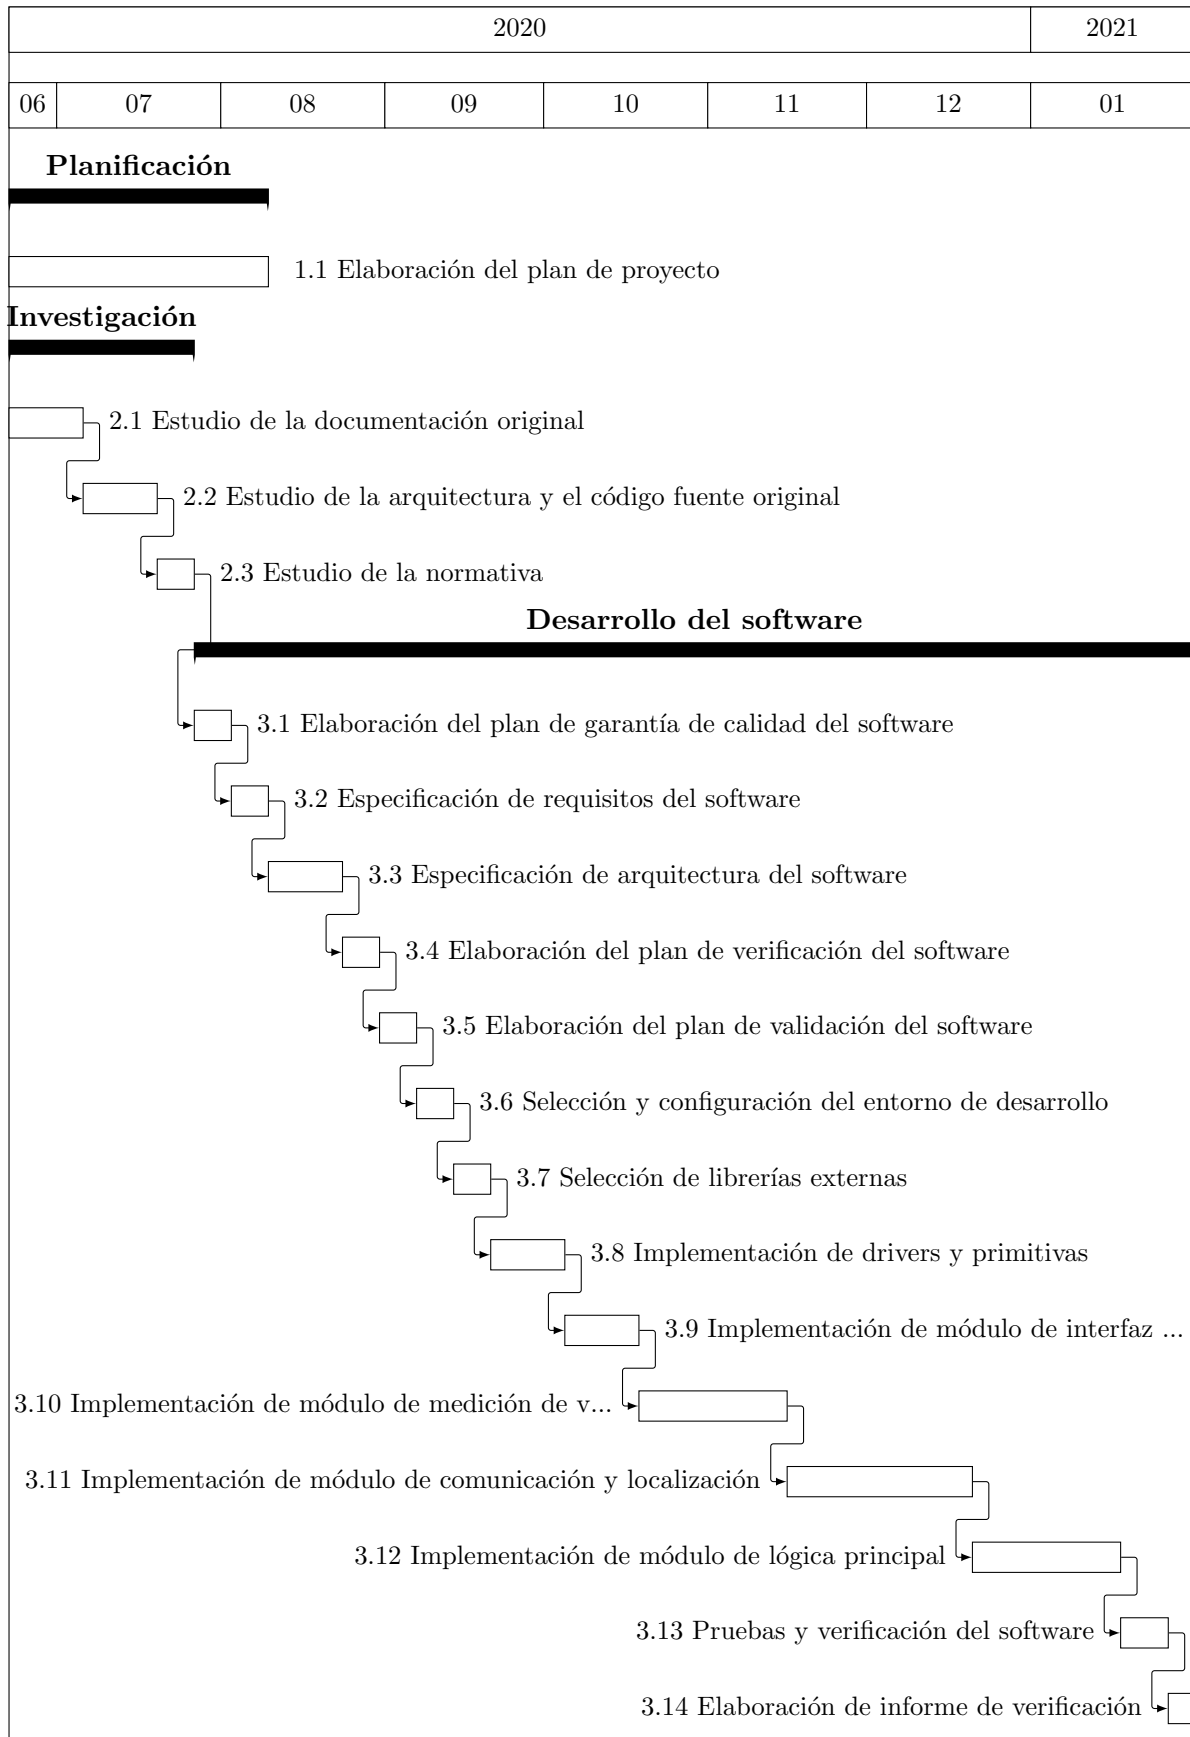 2020 2021
06 07 08 09 10 11 12 01
Planificación
1.1 Elaboración del plan de proyecto
Investigación
2.1 Estudio de la documentación original
2.2 Estudio de la arquitectura y el código fuente original
2.3 Estudio de la normativa
Desarrollo del software
3.1 Elaboración del plan de garantía de calidad del software
3.2 Especificación de requisitos del software
3.3 Especificación de arquitectura del software
3.4 Elaboración del plan de verificación del software
3.5 Elaboración del plan de validación del software
3.6 Selección y configuración del entorno de desarrollo
3.7 Selección de librerías externas
3.8 Implementación de drivers y primitivas
3.9 Implementación de módulo de interfaz ...
3.10 Implementación de módulo de medición de v...
3.11 Implementación de módulo de comunicación y localización
3.12 Implementación de módulo de lógica principal
3.13 Pruebas y verificación del software
3.14 Elaboración de informe de verificación